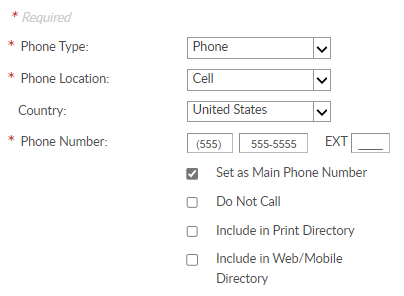 * Required
* Phone Type: Phone
* Phone Location: Cell
Country: United States
* Phone Number: (555) 555-5555 EXT ____
Set as Main Phone Number
Do Not Call
Include in Print Directory
Include in Web/Mobile
Directory